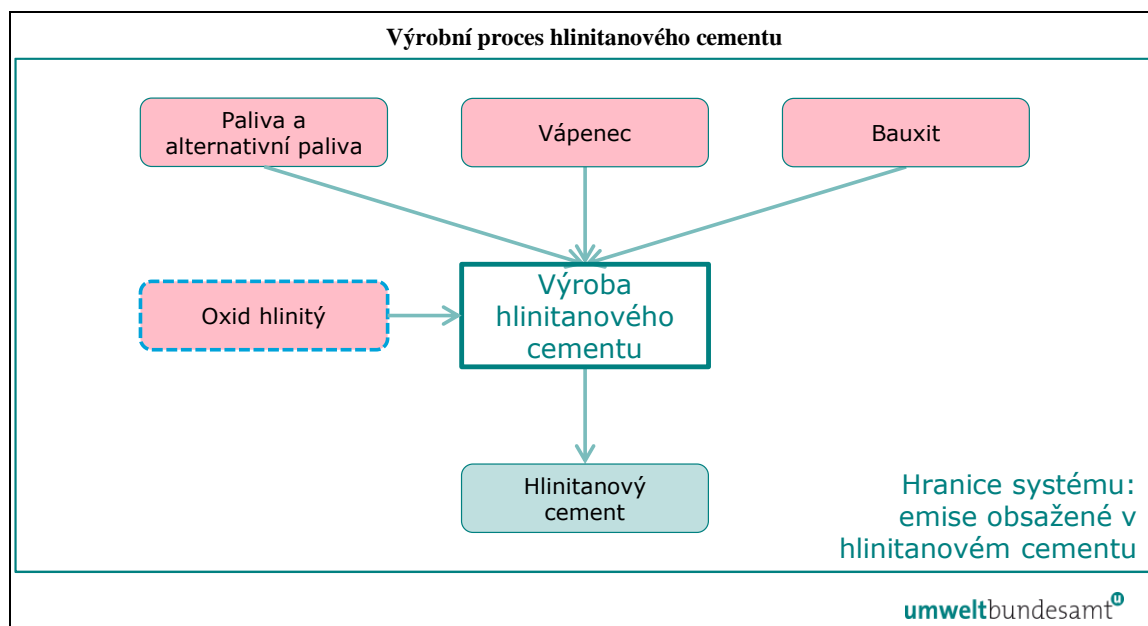 Výrobní proces hlinitanového cementu
Paliva a
alternativní paliva
Vápenec
Bauxit
Oxid hlinitý
Výroba
hlinitanového
cementu
Hlinitanový
cement
Hranice systému:
emise obsažené v
hlinitanovém cementu
umweltbundesamt
u